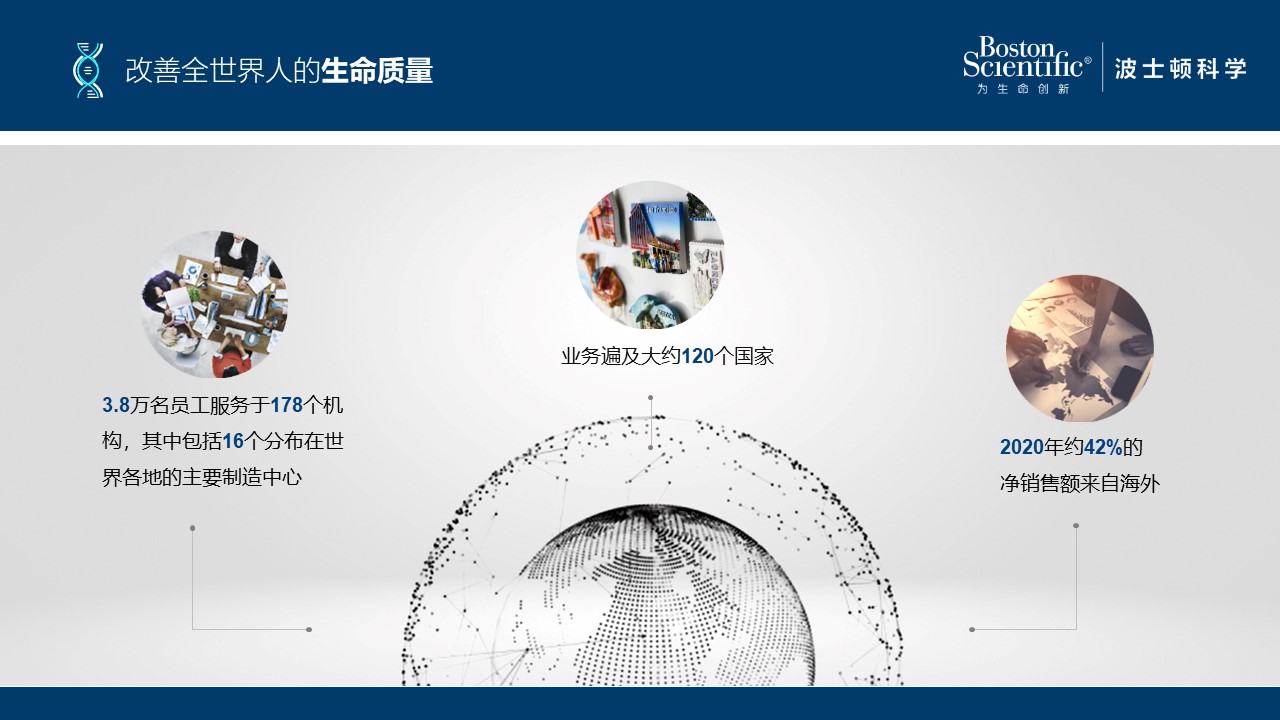 改善全世界人的生命质量
Boston
Scientific®
为生命创新
波士顿科学
3.8万名员工服务于178个机
构，其中包括16个分布在世
界各地的主要制造中心
业务遍及大约120个国家
2020年约42%的
净销售额来自海外